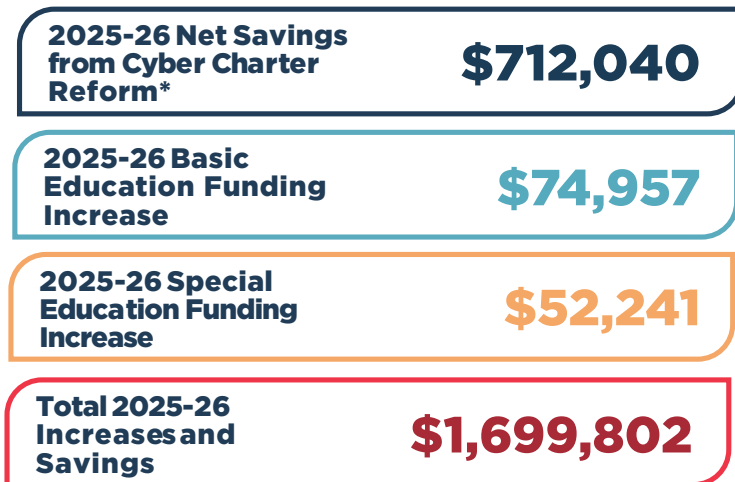 2025-26 Net Savings
from Cyber Charter
Reform*
$712,040
2025-26 Basic
Education Funding
Increase
$74,957
2025-26 Special
Education Funding
Increase
$52,241
Total 2025-26
Increases and
Savings
$1,699,802